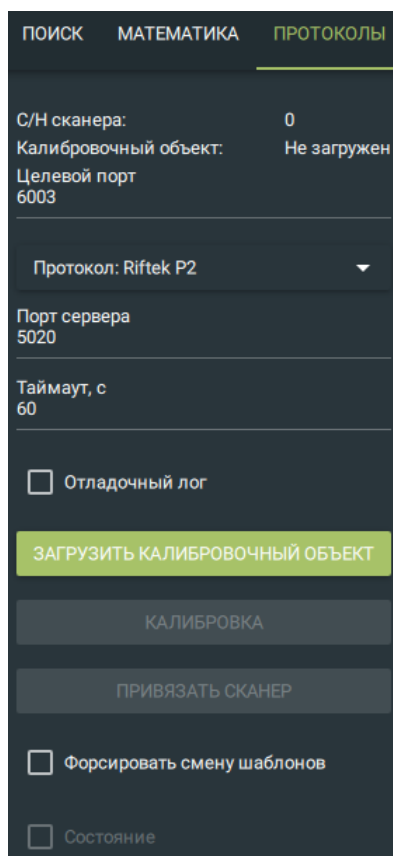 ПОИСК МАТЕМАТИКА ПРОТОКОЛЫ
С/Н сканера: 0
Калибровочный объект: Не загружен
Целевой порт
6003
Протокол: Riftek P2
Порт сервера
5020
Таймаут, с
60
Отладочный лог
ЗАГРУЗИТЬ КАЛИБРОВОЧНЫЙ ОБЪЕКТ
КАЛИБРОВКА
ПРИВЯЗАТЬ СКАНЕР
Форсировать смену шаблонов
Состояние